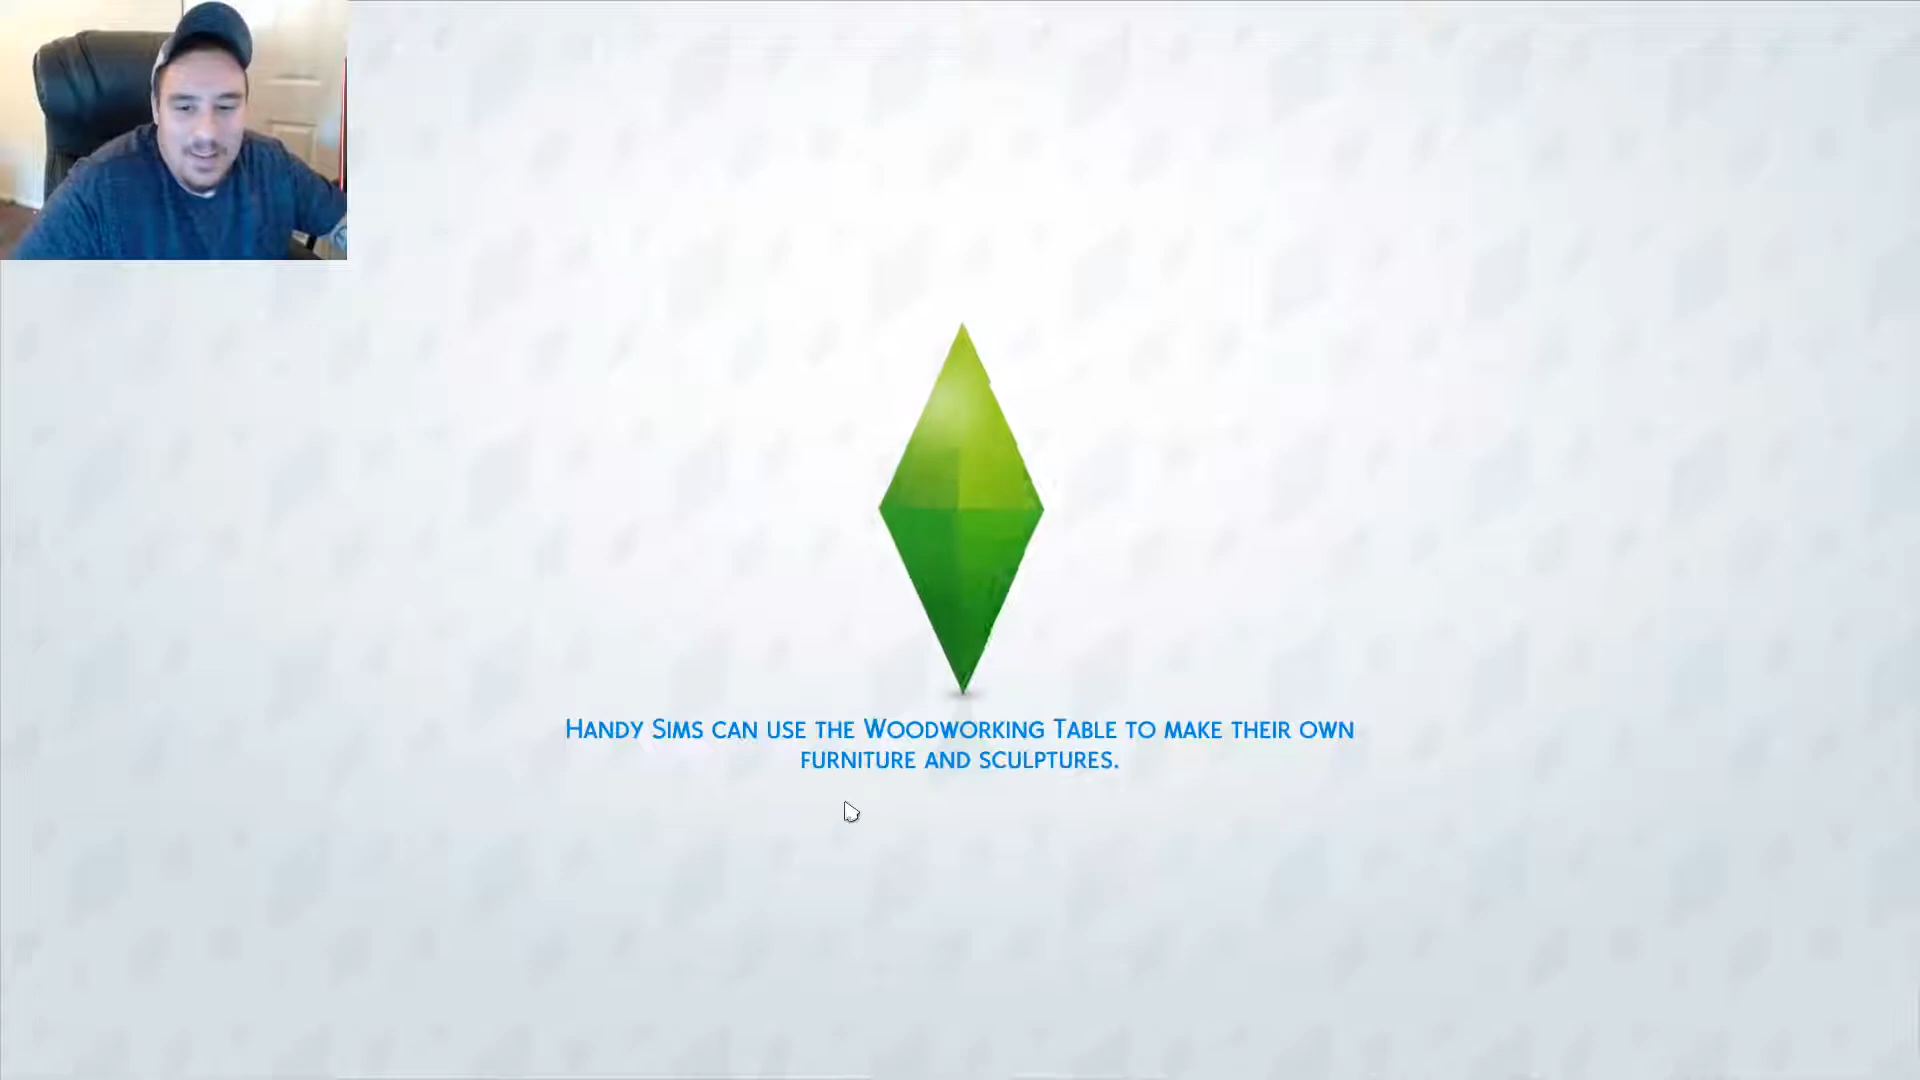 Handy Sims can use the Woodworking Table to make their own
furniture and sculptures.